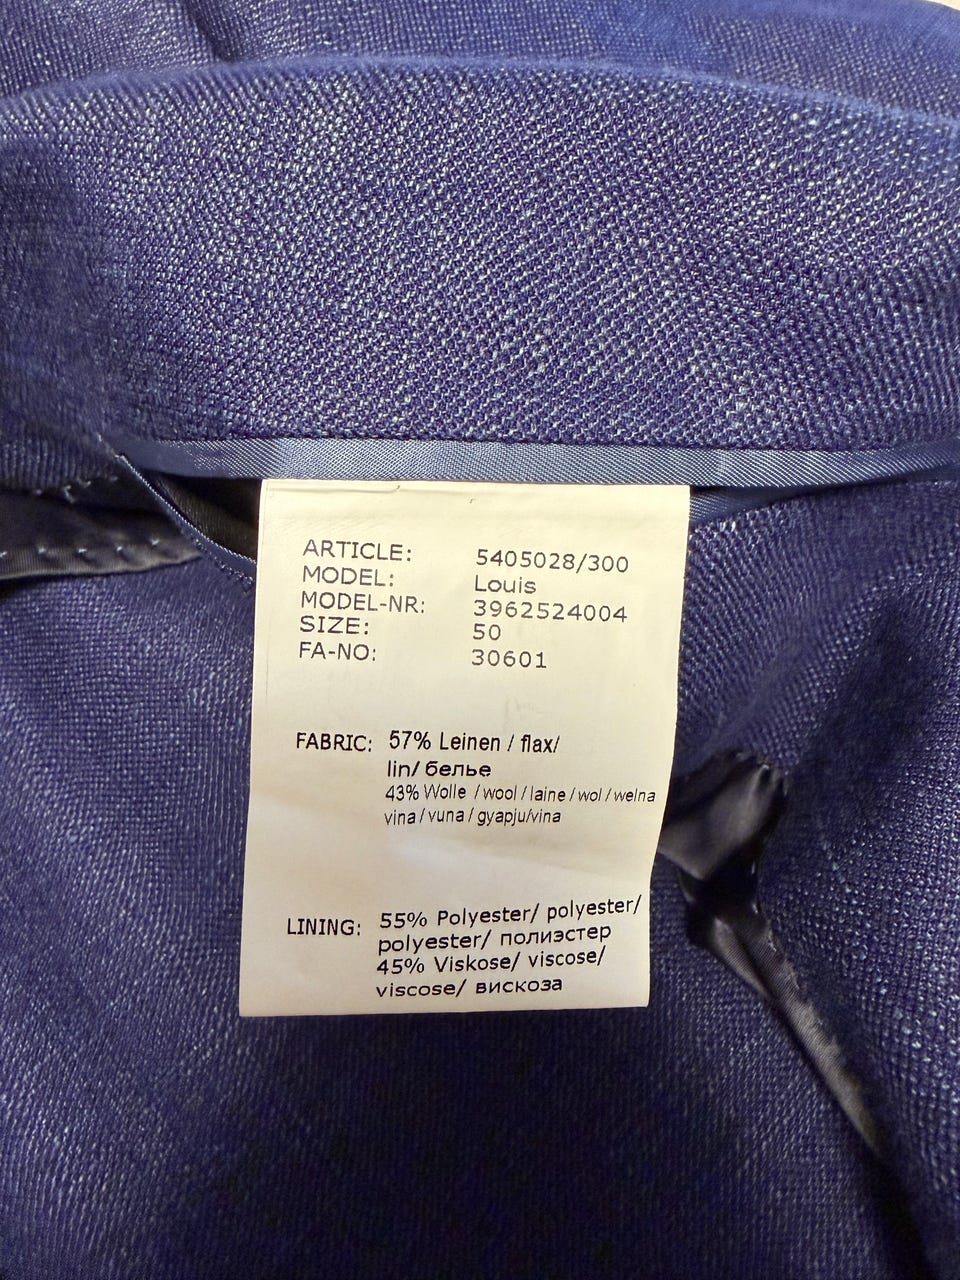 ARTICLE: 5405028/300
MODEL: Louis
MODEL-NR: 3962524004
SIZE: 50
FA-NO: 30601
FABRIC: 57% Leinen / flax/
lin/ белье
43% Wolle / wool / laine / wol / welna
vina / vuna / gyapju/vina
LINING: 55% Polyester/ polyester/
polyester/ полиэстер
45% Viskose/ viscose/
viscose/ вискоза